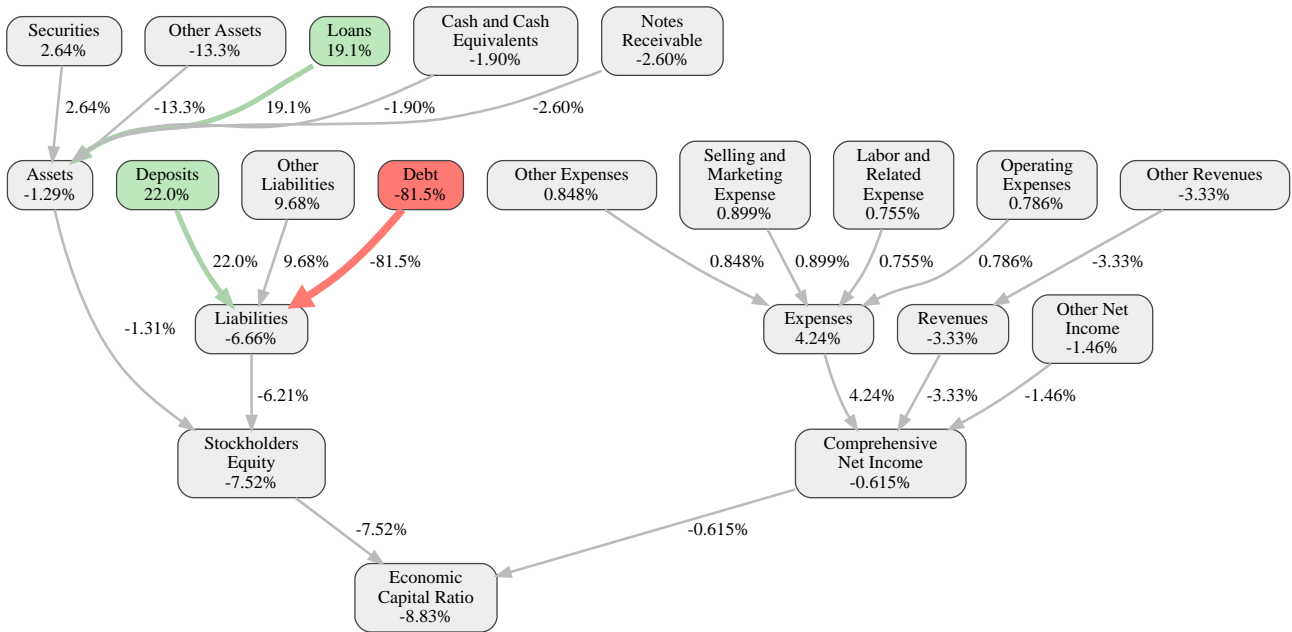 Securities
2.64%
Other Assets
-13.3%
Loans
19.1%
Cash and Cash
Equivalents
-1.90%
Notes
Receivable
-2.60%
2.64%
-13.3%
19.1%
-1.90%
-2.60%
Assets
-1.29%
Deposits
22.0%
Other
Liabilities
9.68%
Debt
-81.5%
Other Expenses
0.848%
Selling and
Marketing
Expense
0.899%
Labor and
Related
Expense
0.755%
Operating
Expenses
0.786%
Other Revenues
-3.33%
22.0%
9.68%
-81.5%
0.848%
0.899%
0.755%
0.786%
-3.33%
-1.31%
Liabilities
-6.66%
Expenses
4.24%
Revenues
-3.33%
Other Net
Income
-1.46%
-6.21%
4.24%
-3.33%
-1.46%
Stockholders
Equity
-7.52%
Comprehensive
Net Income
-0.615%
-7.52%
-0.615%
Economic
Capital Ratio
-8.83%